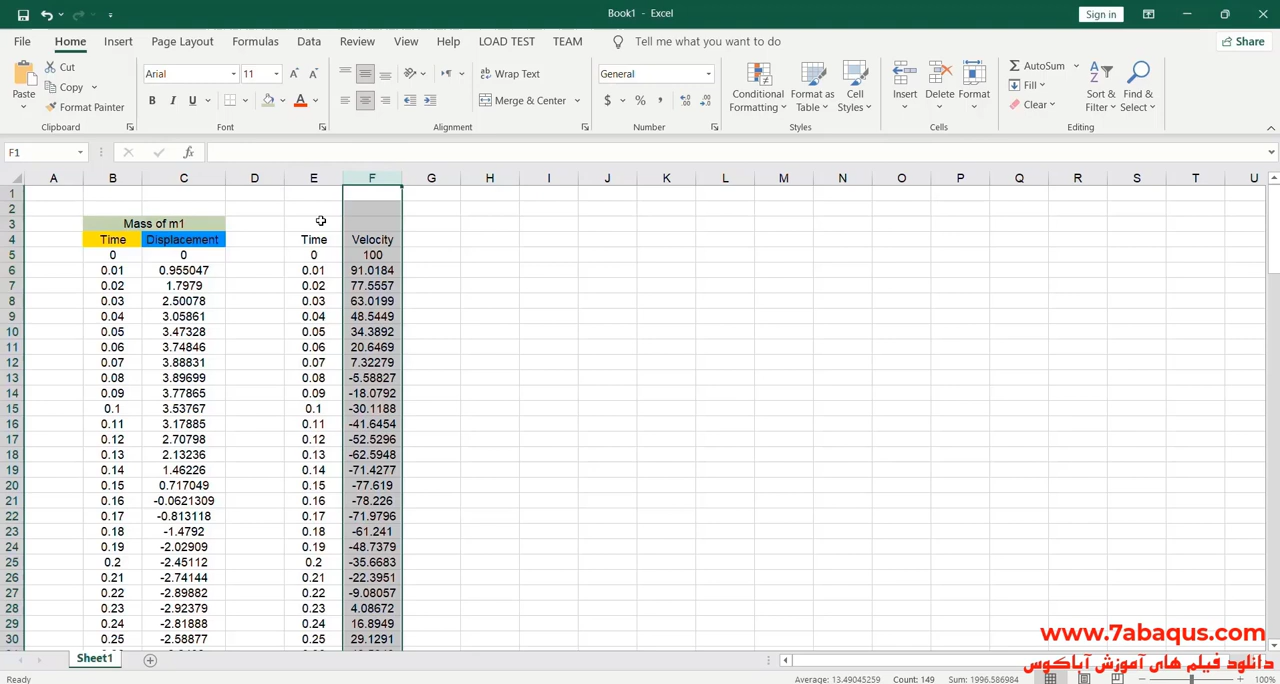 Book1 - Excel
Sign in
File Home Insert Page Layout Formulas Data Review View Help LOAD TEST TEAM Tell me what you want to do Share
Paste
Cut
Copy
Format Painter
Clipboard
Arial 11
B I U
Font
Wrap Text
Merge & Center
Alignment
General
$ % ,
Number
Conditional Formatting
Format as Table
Cell Styles
Styles
Insert
Delete
Format
Cells
AutoSum
Fill
Clear
Sort & Filter
Find & Select
Editing
F1 fx
A B C D E F G H I J K L M N O P Q R S T U
1
2
3 Mass of m1
4 Time Displacement Time Velocity
5 0 0 0 100
6 0.01 0.955047 0.01 91.0184
7 0.02 1.7979 0.02 77.5557
8 0.03 2.50078 0.03 63.0199
9 0.04 3.05861 0.04 48.5449
10 0.05 3.47328 0.05 34.3892
11 0.06 3.74846 0.06 20.6469
12 0.07 3.88831 0.07 7.32279
13 0.08 3.89699 0.08 -5.58827
14 0.09 3.77865 0.09 -18.0792
15 0.1 3.53767 0.1 -30.1188
16 0.11 3.17885 0.11 -41.6454
17 0.12 2.70798 0.12 -52.5296
18 0.13 2.13236 0.13 -62.5948
19 0.14 1.46226 0.14 -71.4277
20 0.15 0.717049 0.15 -77.619
21 0.16 -0.0621309 0.16 -78.226
22 0.17 -0.813118 0.17 -71.9796
23 0.18 -1.4792 0.18 -61.241
24 0.19 -2.02909 0.19 -48.7379
25 0.2 -2.45112 0.2 -35.6683
26 0.21 -2.74144 0.21 -22.3951
27 0.22 -2.89882 0.22 -9.08057
28 0.23 -2.92379 0.23 4.08672
29 0.24 -2.81888 0.24 16.8949
30 0.25 -2.58877 0.25 29.1291
www.7abaqus.com
دانلود فیلم های آموزش آباکوس
Sheet1
Ready Average: 13.49045259 Count: 149 Sum: 1996.586984 100%